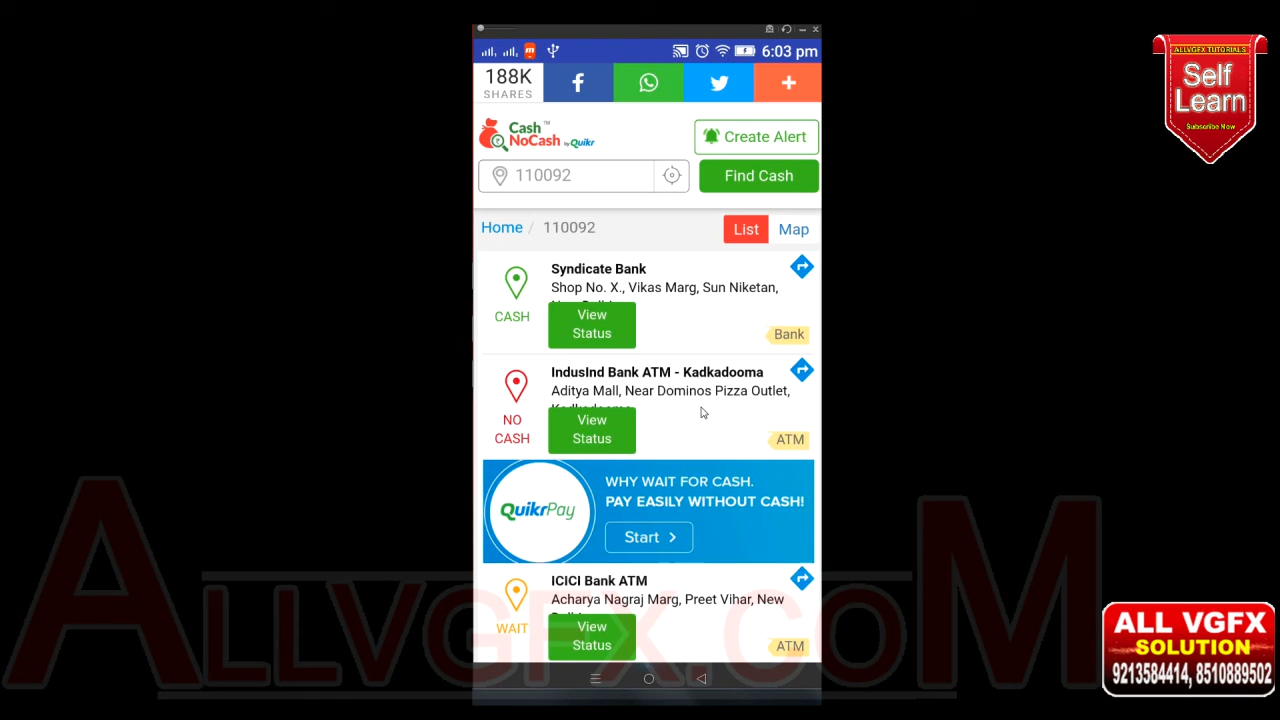 ALLVGFX TUTORIALS
Self
Learn
Subscribe Now
6:03 pm
188K
SHARES
f
+
Cash
NoCash by Quikr
TM
Create Alert
110092
Find Cash
Home / 110092
List
Map
Syndicate Bank
Shop No. X., Vikas Marg, Sun Niketan,
CASH
View
Status
Bank
IndusInd Bank ATM - Kadkadooma
Aditya Mall, Near Dominos Pizza Outlet,
NO
CASH
View
Status
ATM
QuikrPay
WHY WAIT FOR CASH.
PAY EASILY WITHOUT CASH!
Start >
ICICI Bank ATM
Acharya Nagraj Marg, Preet Vihar, New
WAIT
View
Status
ATM
ALLVGFX.COM
ALL VGFX
SOLUTION
9213584414, 8510889502